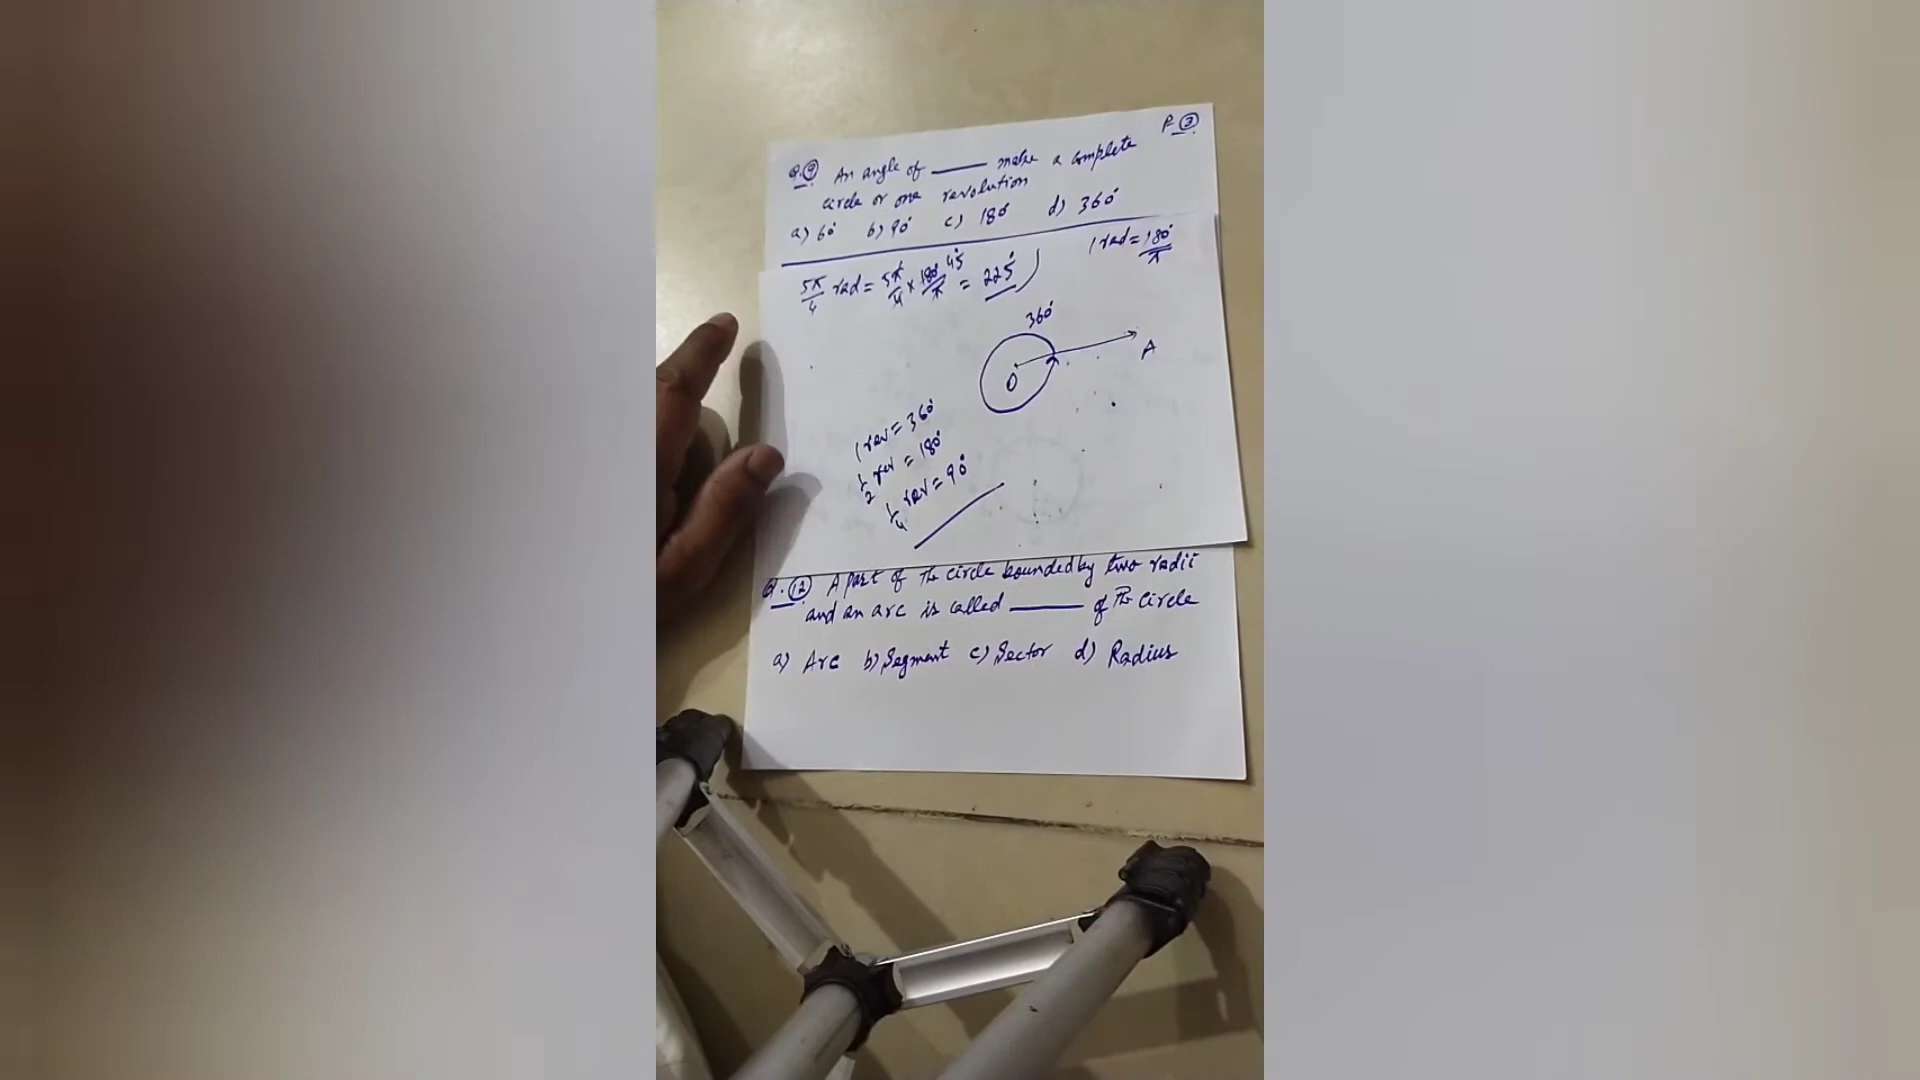 P-③
Q.⑨ An angle of ____ make a complete
circle or one revolution
a) 60° b) 90° c) 180° d) 360°
5π/4 rad = 5π/4 × 180°/π 45° = 225°)
1 rad = 180°/π
360°
A
O
1 rev = 360°
1/2 rev = 180°
1/4 rev = 90°
Q.⑫ A part of the circle bounded by two radii
and an arc is called ____ of the circle
a) Arc b) Segment c) Sector d) Radius